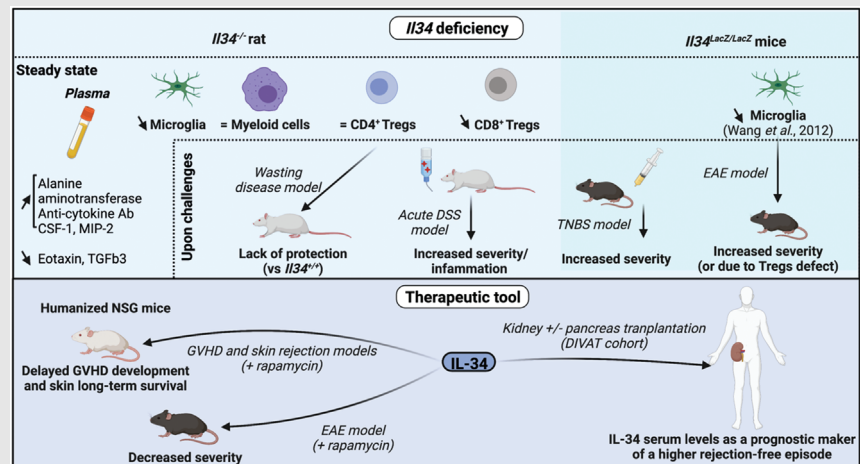 Il34 deficiency
Il34-/- rat
Il34LacZ/LacZ mice
Steady state
Plasma
Microglia
= Myeloid cells
= CD4+ Tregs
CD8+ Tregs
Microglia
(Wang et al., 2012)
Alanine
aminotransferase
Anti-cytokine Ab
CSF-1, MIP-2
Eotaxin, TGFb3
Upon challenges
Wasting
disease model
Lack of protection
(vs Il34+/+)
Acute DSS
model
Increased severity/
infammation
TNBS model
Increased severity
EAE model
Increased severity
(or due to Tregs defect)
Therapeutic tool
Humanized NSG mice
Delayed GVHD development
and skin long-term survival
GVHD and skin rejection models
(+ rapamycin)
IL-34
Kidney +/- pancreas tranplantation
(DIVAT cohort)
EAE model
(+ rapamycin)
Decreased severity
IL-34 serum levels as a prognostic maker
of a higher rejection-free episode